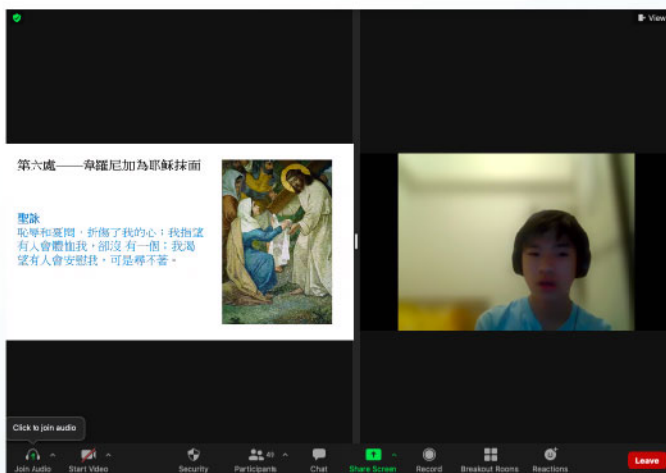 View
第六處——韋羅尼加為耶穌抹面
聖詠
恥辱和憂悶，折傷了我的心；我指望
有人會體恤我，卻沒 有一個；我渴
望有人會安慰我，可是尋不著。
Click to join audio
Join Audio
Start Video
Security
49
Participants
Chat
Share Screen
Record
Breakout Rooms
Reactions
Leave